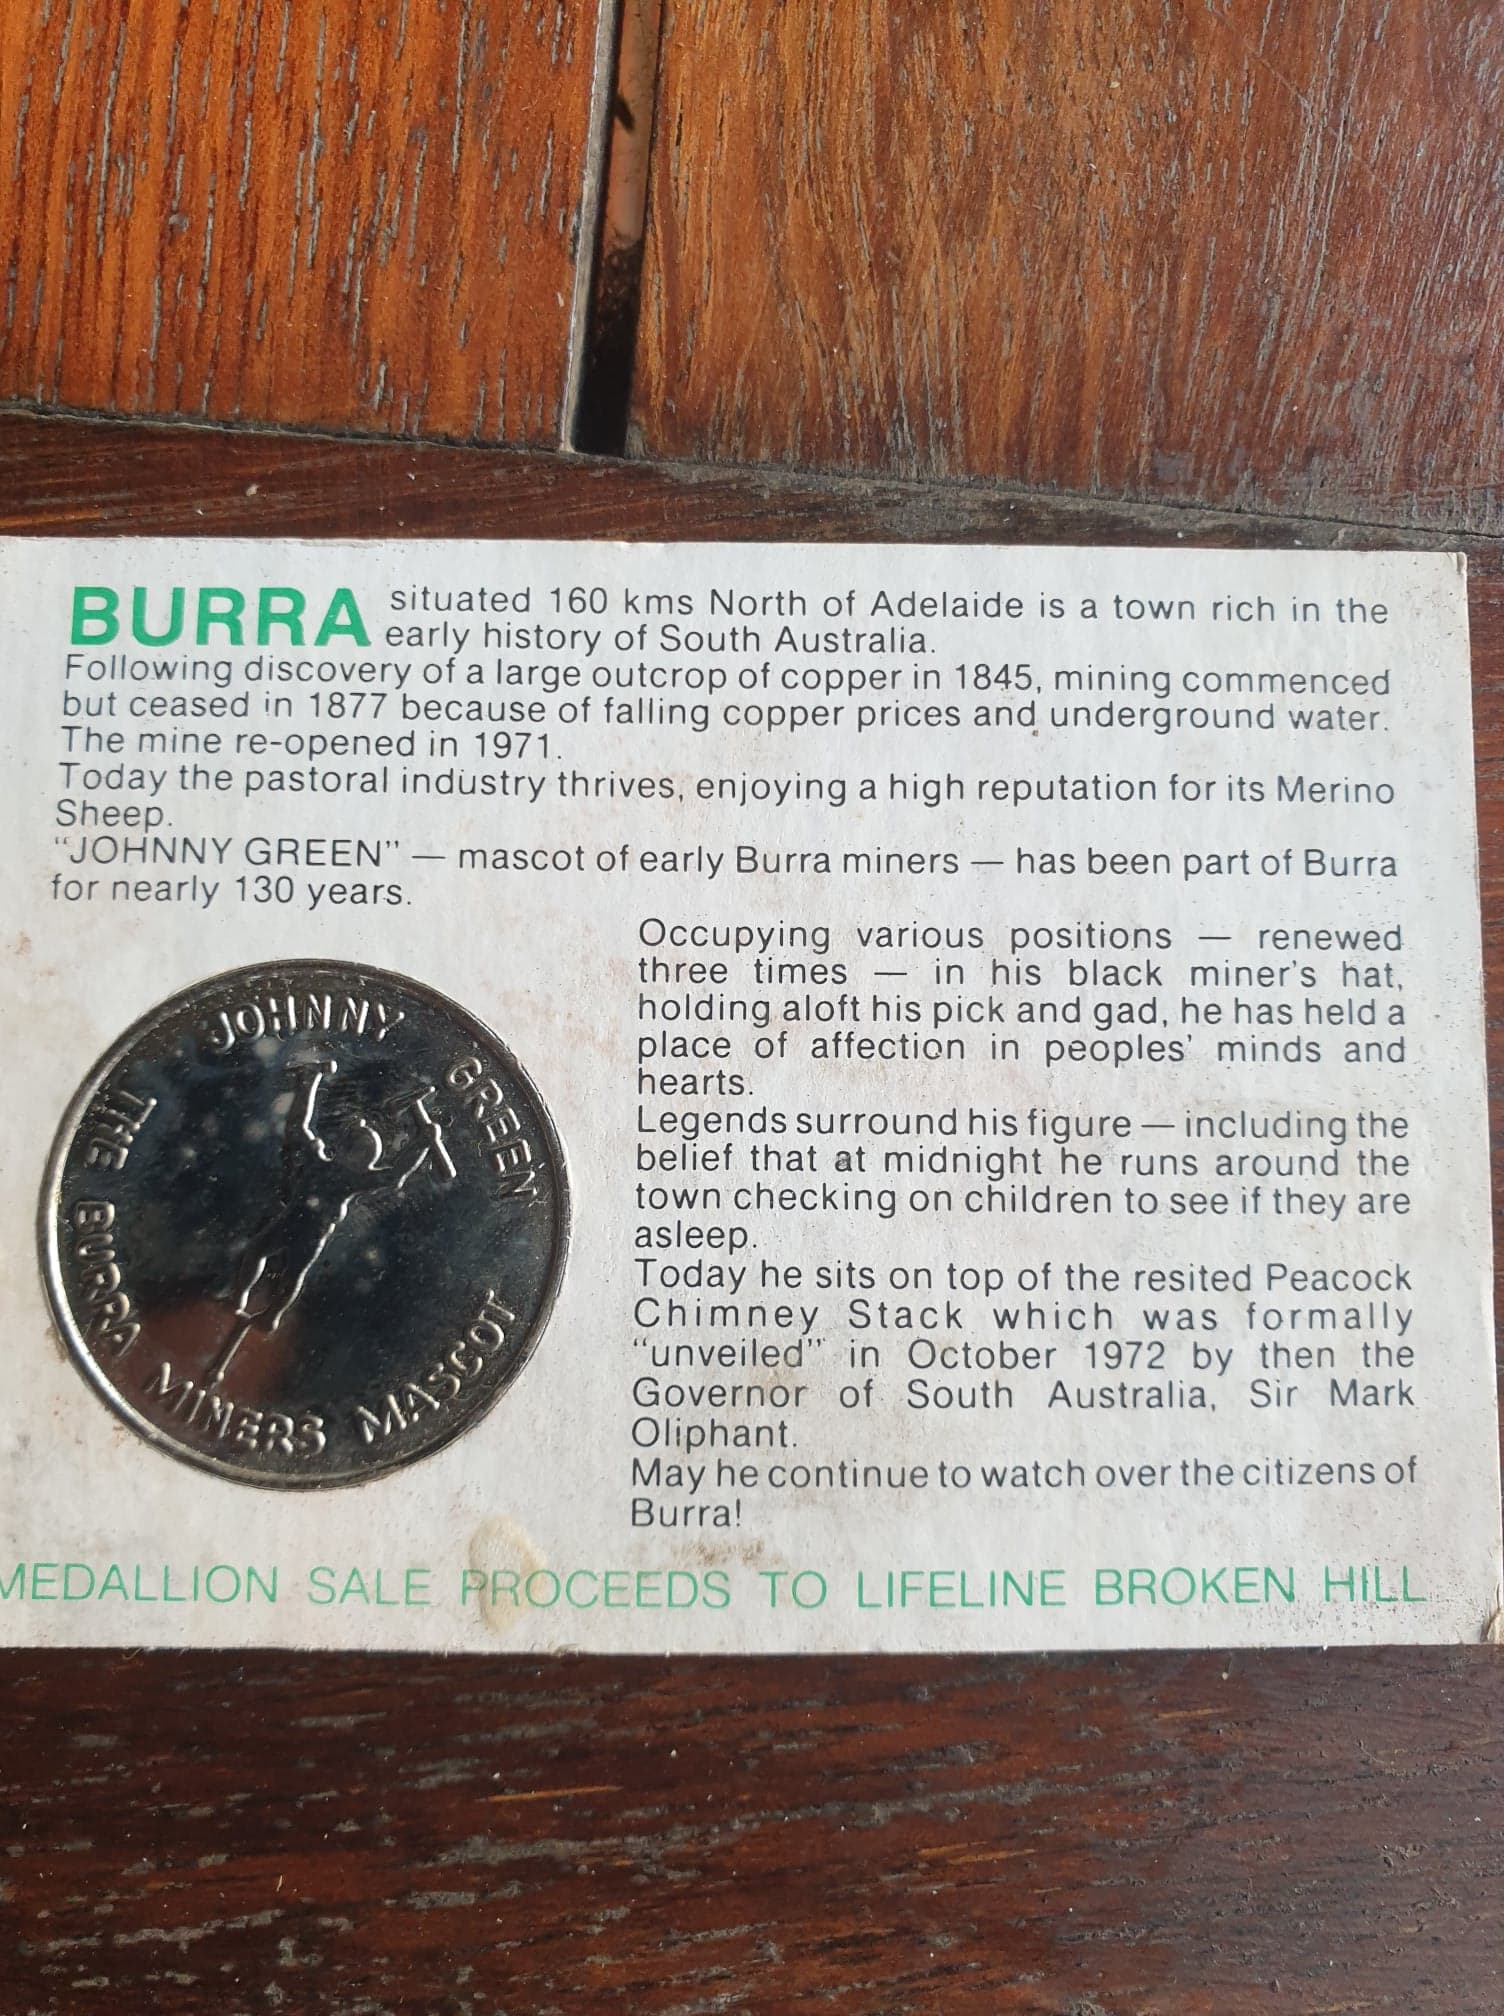 BURRA situated 160 kms North of Adelaide is a town rich in the
early history of South Australia.
Following discovery of a large outcrop of copper in 1845, mining commenced
but ceased in 1877 because of falling copper prices and underground water.
The mine re-opened in 1971.
Today the pastoral industry thrives, enjoying a high reputation for its Merino
Sheep.
"JOHNNY GREEN" — mascot of early Burra miners — has been part of Burra
for nearly 130 years.
Occupying various positions — renewed
three times — in his black miner's hat,
holding aloft his pick and gad, he has held a
place of affection in peoples' minds and
hearts.
Legends surround his figure — including the
belief that at midnight he runs around the
town checking on children to see if they are
asleep.
Today he sits on top of the resited Peacock
Chimney Stack which was formally
"unveiled" in October 1972 by then the
Governor of South Australia, Sir Mark
Oliphant.
May he continue to watch over the citizens of
Burra!
JOHNNY GREEN
THE BURRA MINERS MASCOT
MEDALLION SALE PROCEEDS TO LIFELINE BROKEN HILL